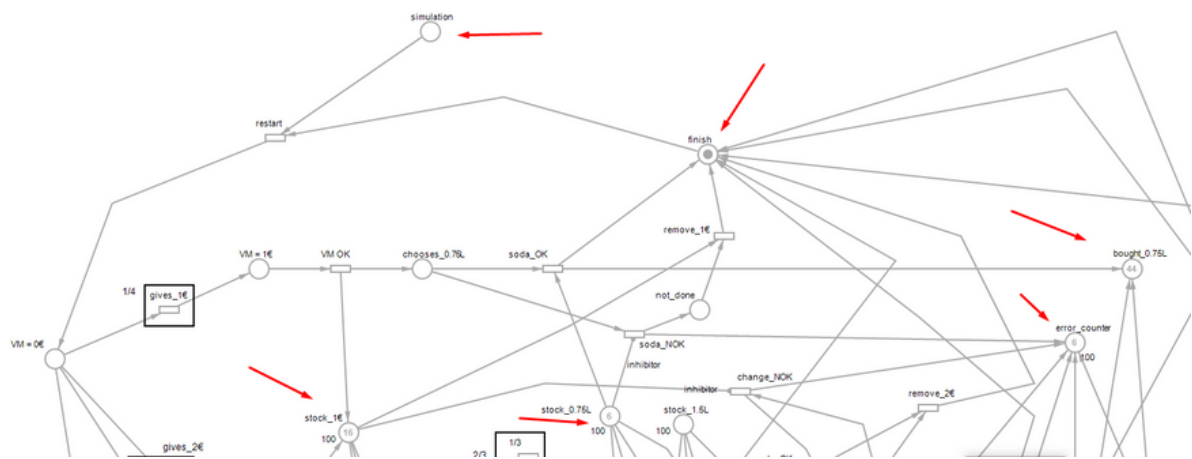 simulation
restart
finish
remove_1€
VM = 1€
VM OK
chooses_0.75L
soda_OK
bought_0.75L
44
1/4
gives_1€
not_done
error_counter
6
100
VM = 0€
soda_NOK
inhibitor
change_NOK
inhibitor
remove_2€
stock_1€
16
100
stock_0.75L
6
100
stock_1.5L
100
gives_2€
1/3
2/3